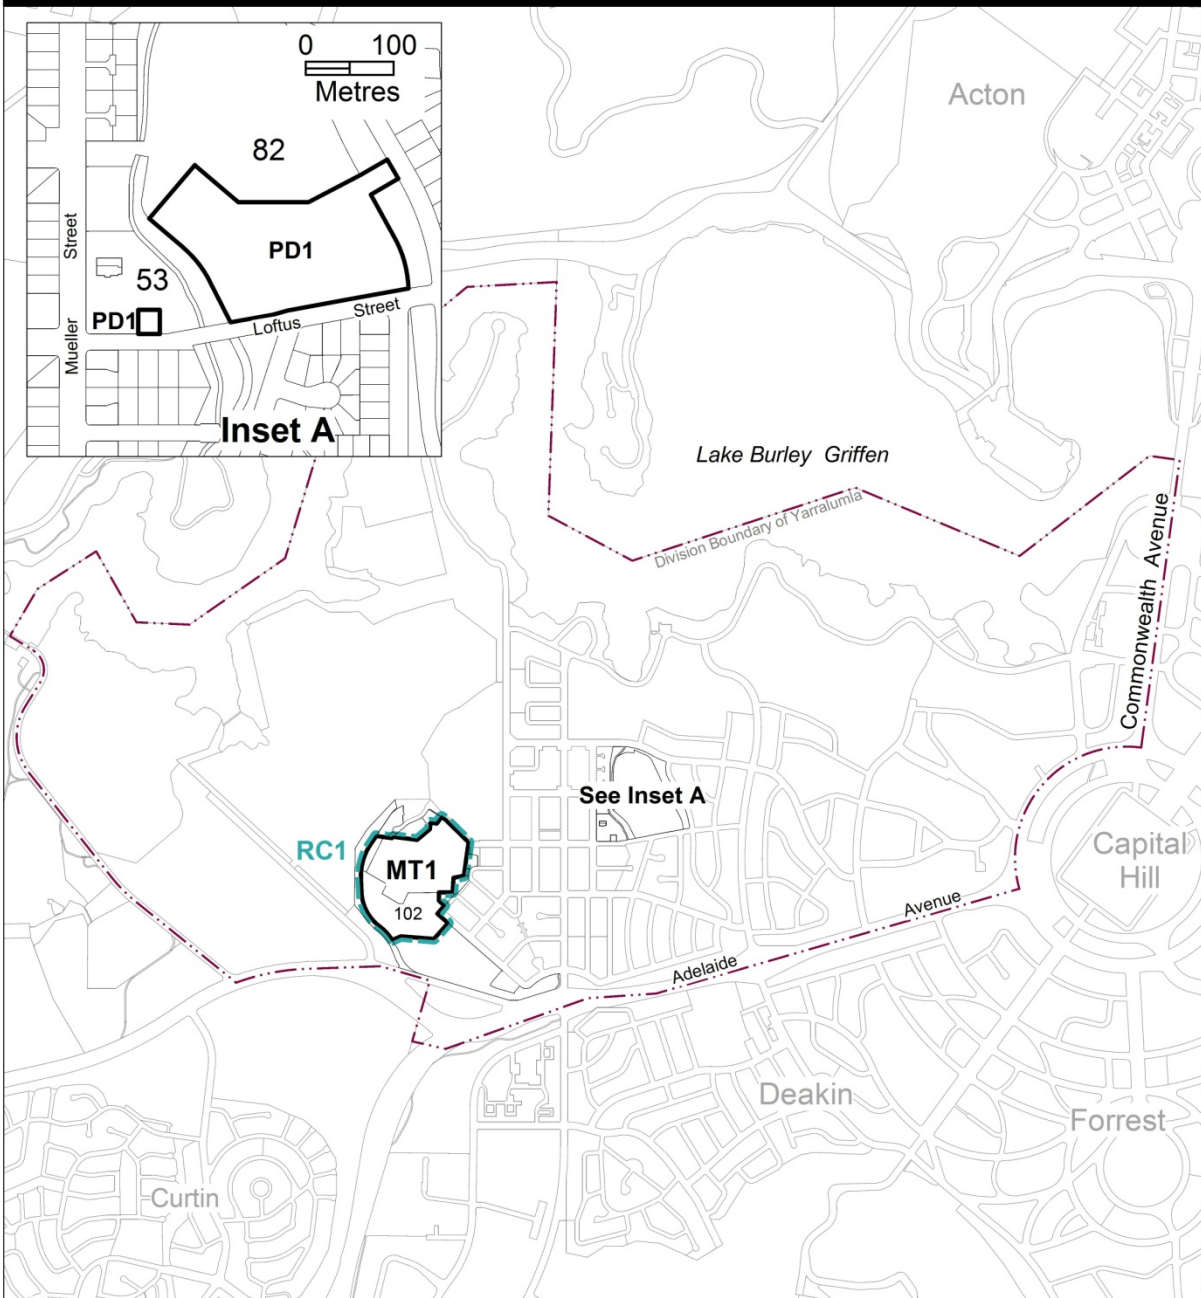 0 100
Metres
82
PD1
53
PD1
Mueller Street
Loftus Street
Inset A
Acton
Lake Burley Griffen
Division Boundary of Yarralumla
Commonwealth Avenue
See Inset A
RC1
MT1
102
Capital
Hill
Adelaide Avenue
Deakin
Forrest
Curtin